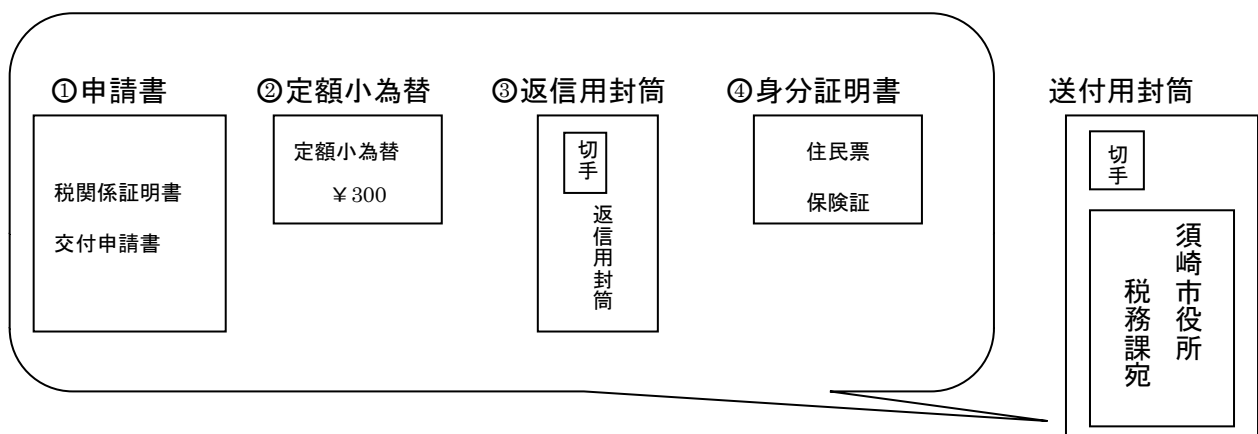 ①申請書
②定額小為替
③返信用封筒
④身分証明書
送付用封筒
税関係証明書
交付申請書
定額小為替
¥300
切手
返信用封筒
住民票
保険証
切手
須崎市役所
税務課宛